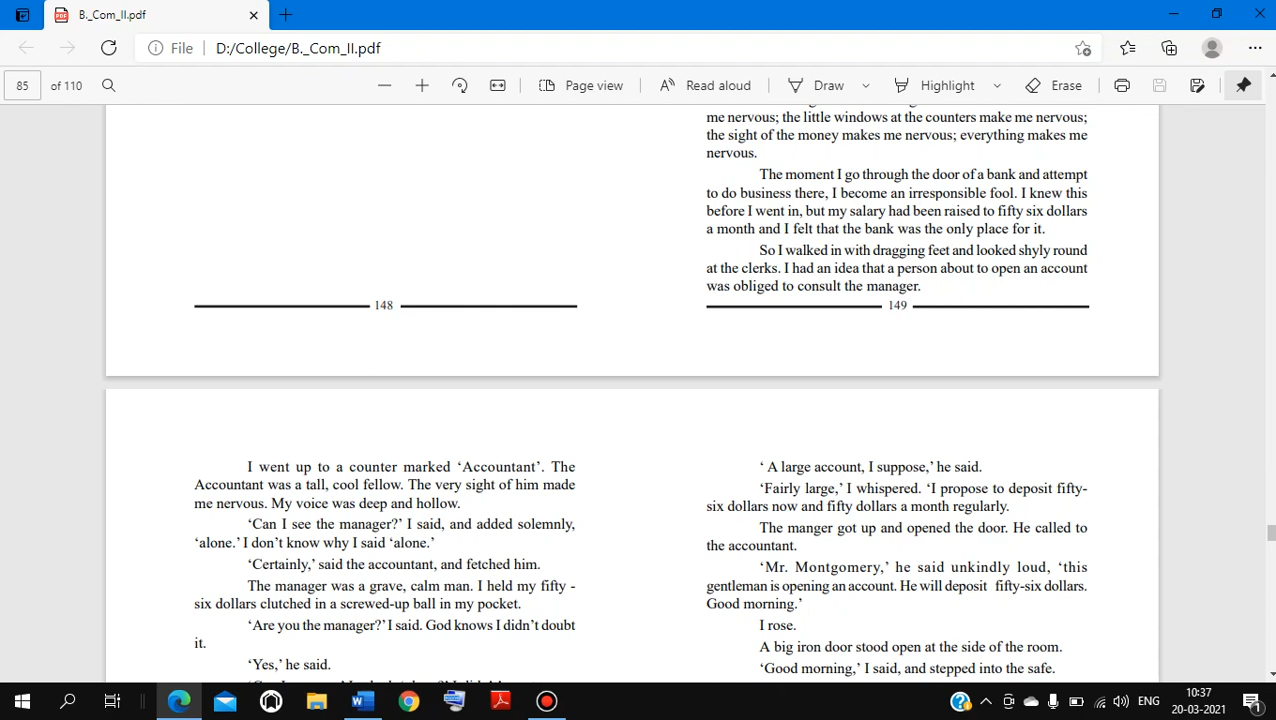 B._Com_II.pdf
File
D:/College/B._Com_II.pdf
85
of 110
Page view
Read aloud
Draw
Highlight
Erase
me nervous; the little windows at the counters make me nervous;
the sight of the money makes me nervous; everything makes me
nervous.
The moment I go through the door of a bank and attempt
to do business there, I become an irresponsible fool. I knew this
before I went in, but my salary had been raised to fifty six dollars
a month and I felt that the bank was the only place for it.
So I walked in with dragging feet and looked shyly round
at the clerks. I had an idea that a person about to open an account
was obliged to consult the manager.
148
149
I went up to a counter marked ‘Accountant’. The
Accountant was a tall, cool fellow. The very sight of him made
me nervous. My voice was deep and hollow.
‘Can I see the manager?’ I said, and added solemnly,
‘alone.’ I don’t know why I said ‘alone.’
‘Certainly,’ said the accountant, and fetched him.
The manager was a grave, calm man. I held my fifty -
six dollars clutched in a screwed-up ball in my pocket.
‘Are you the manager?’ I said. God knows I didn’t doubt
it.
‘Yes,’ he said.
‘ A large account, I suppose,’ he said.
‘Fairly large,’ I whispered. ‘I propose to deposit fifty-
six dollars now and fifty dollars a month regularly.
The manger got up and opened the door. He called to
the accountant.
‘Mr. Montgomery,’ he said unkindly loud, ‘this
gentleman is opening an account. He will deposit fifty-six dollars.
Good morning.’
I rose.
A big iron door stood open at the side of the room.
‘Good morning,’ I said, and stepped into the safe.
ENG
10:37
20-03-2021